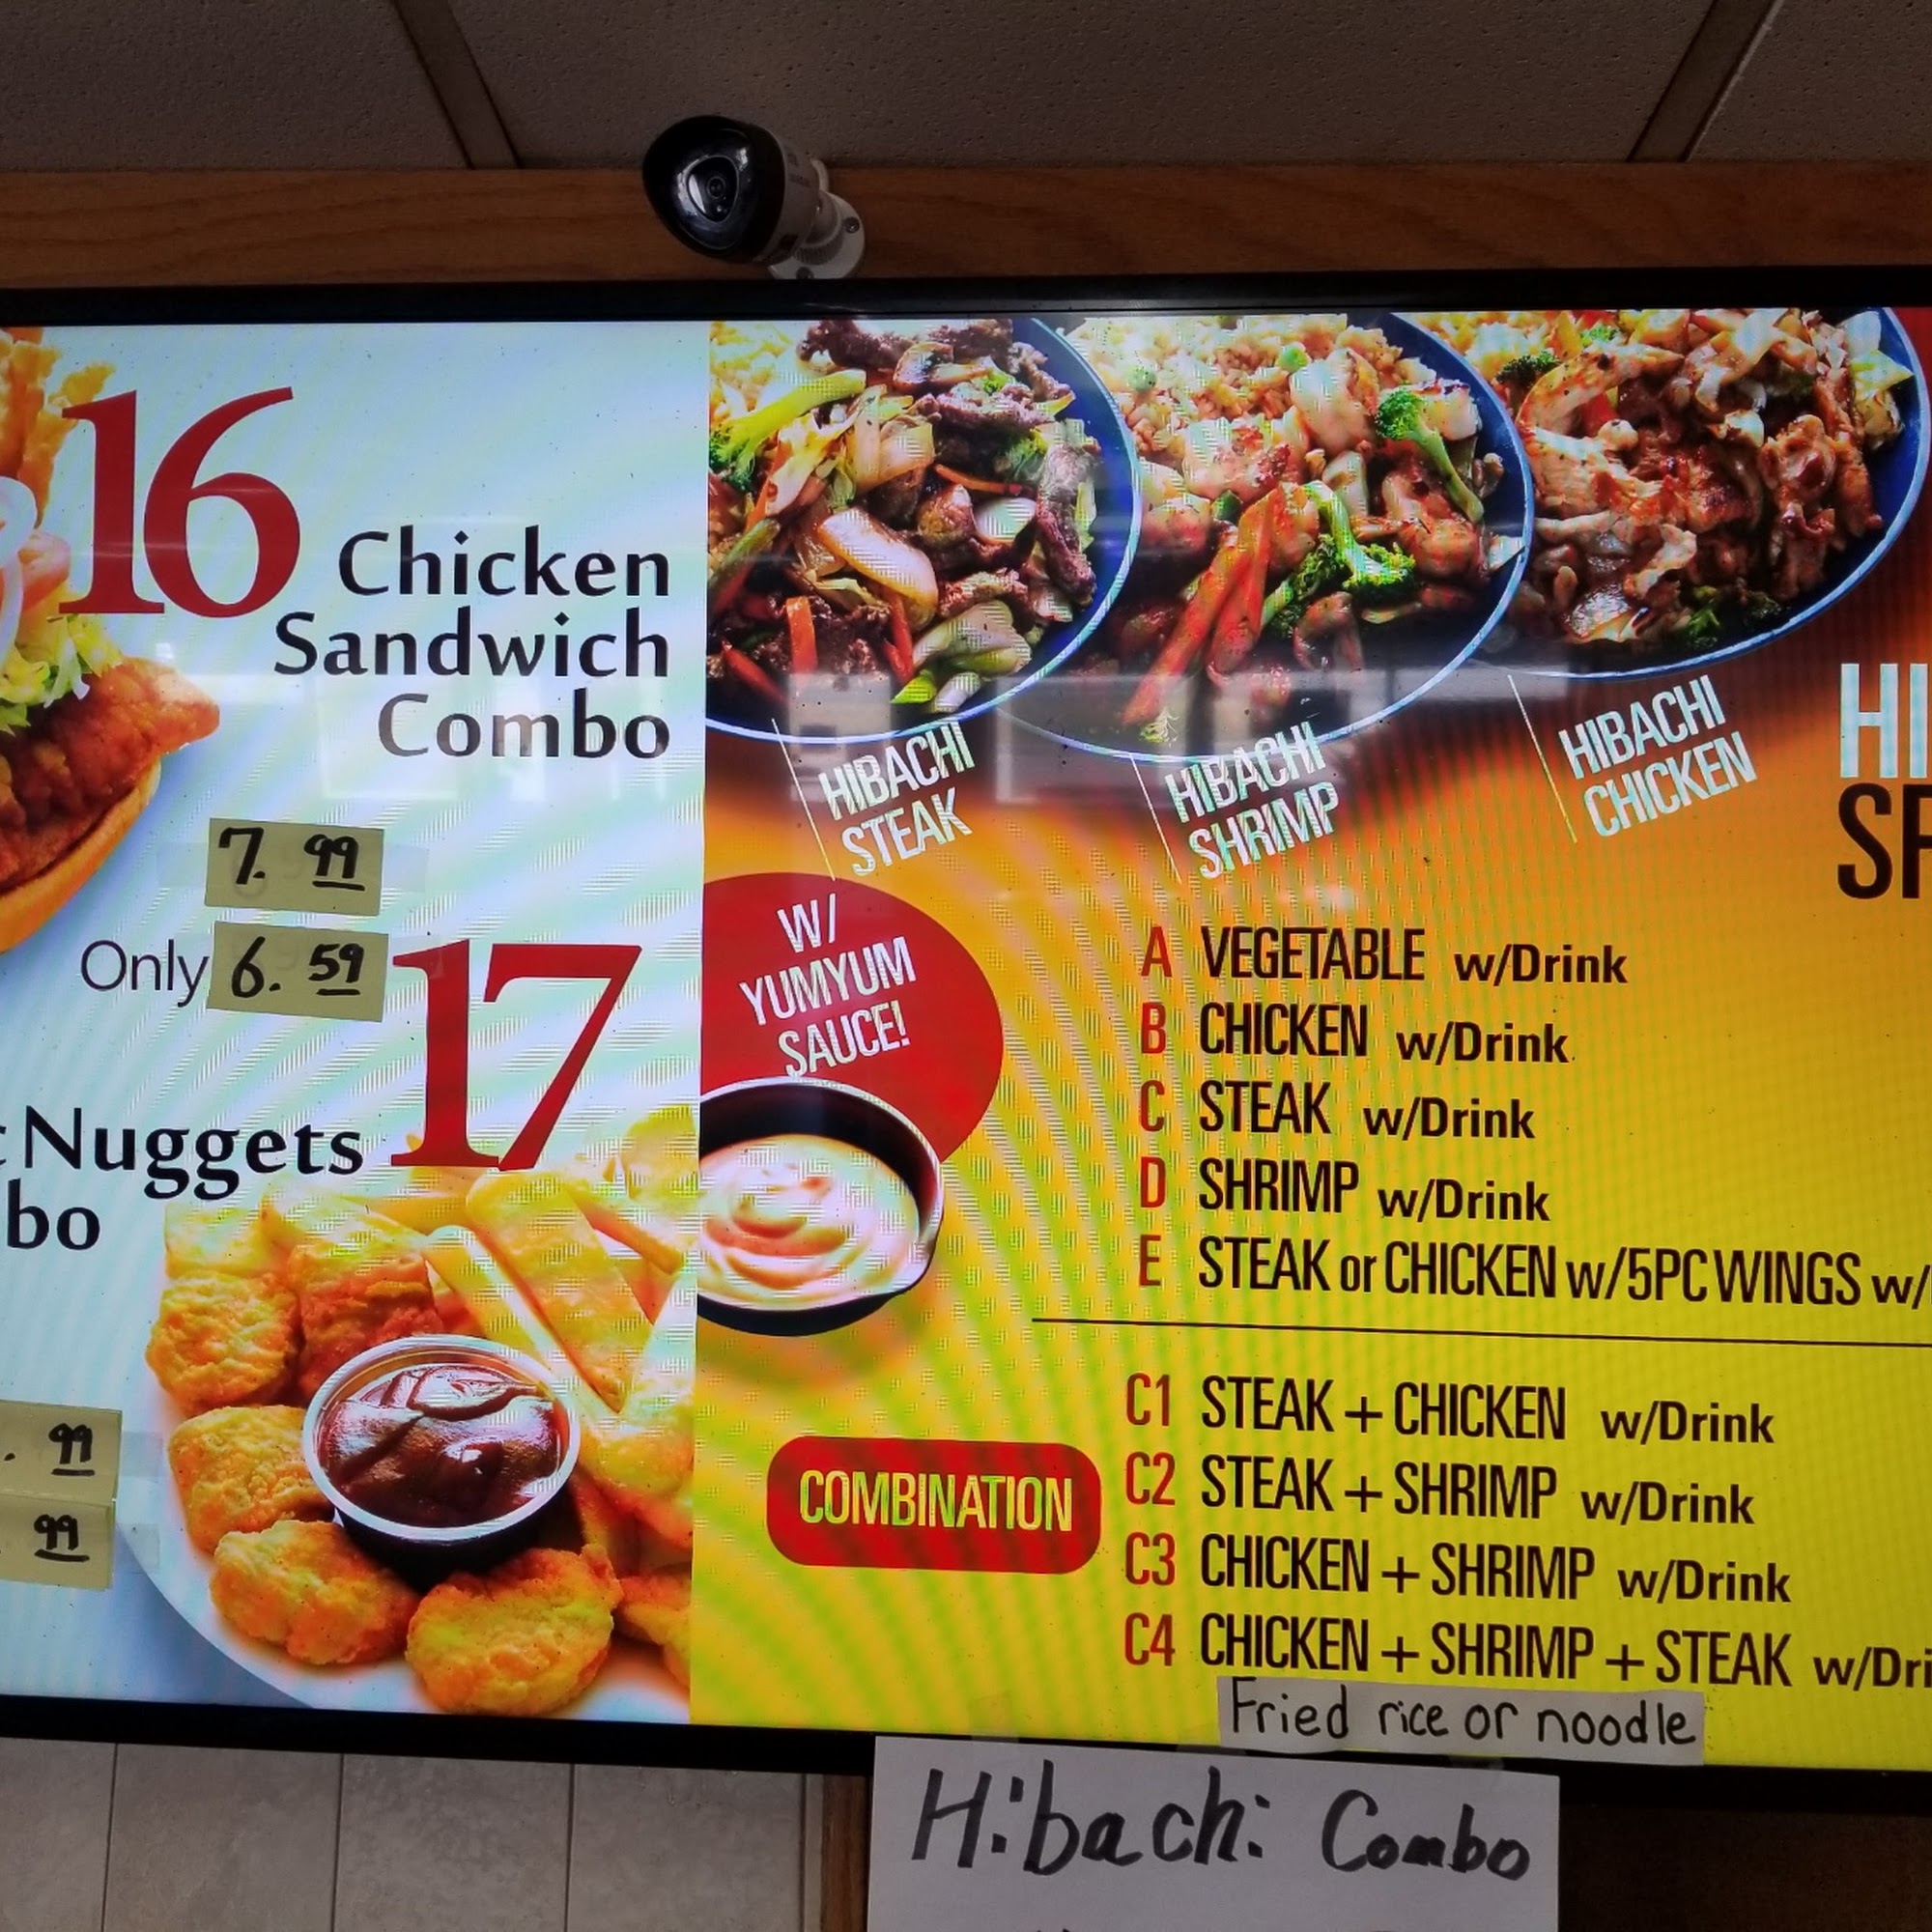 16
Chicken
Sandwich
Combo
7.99
Only 6.59
17
Nuggets
bo
. 99
. 99
HIBACHI
STEAK
HIBACHI
SHRIMP
HIBACHI
CHICKEN
W/
YUMYUM
SAUCE!
A VEGETABLE w/Drink
B CHICKEN w/Drink
C STEAK w/Drink
D SHRIMP w/Drink
E STEAK or CHICKEN w/5PC WINGS w/
COMBINATION
C1 STEAK + CHICKEN w/Drink
C2 STEAK + SHRIMP w/Drink
C3 CHICKEN + SHRIMP w/Drink
C4 CHICKEN + SHRIMP + STEAK w/Dri
Fried rice or noodle
Hibachi Combo